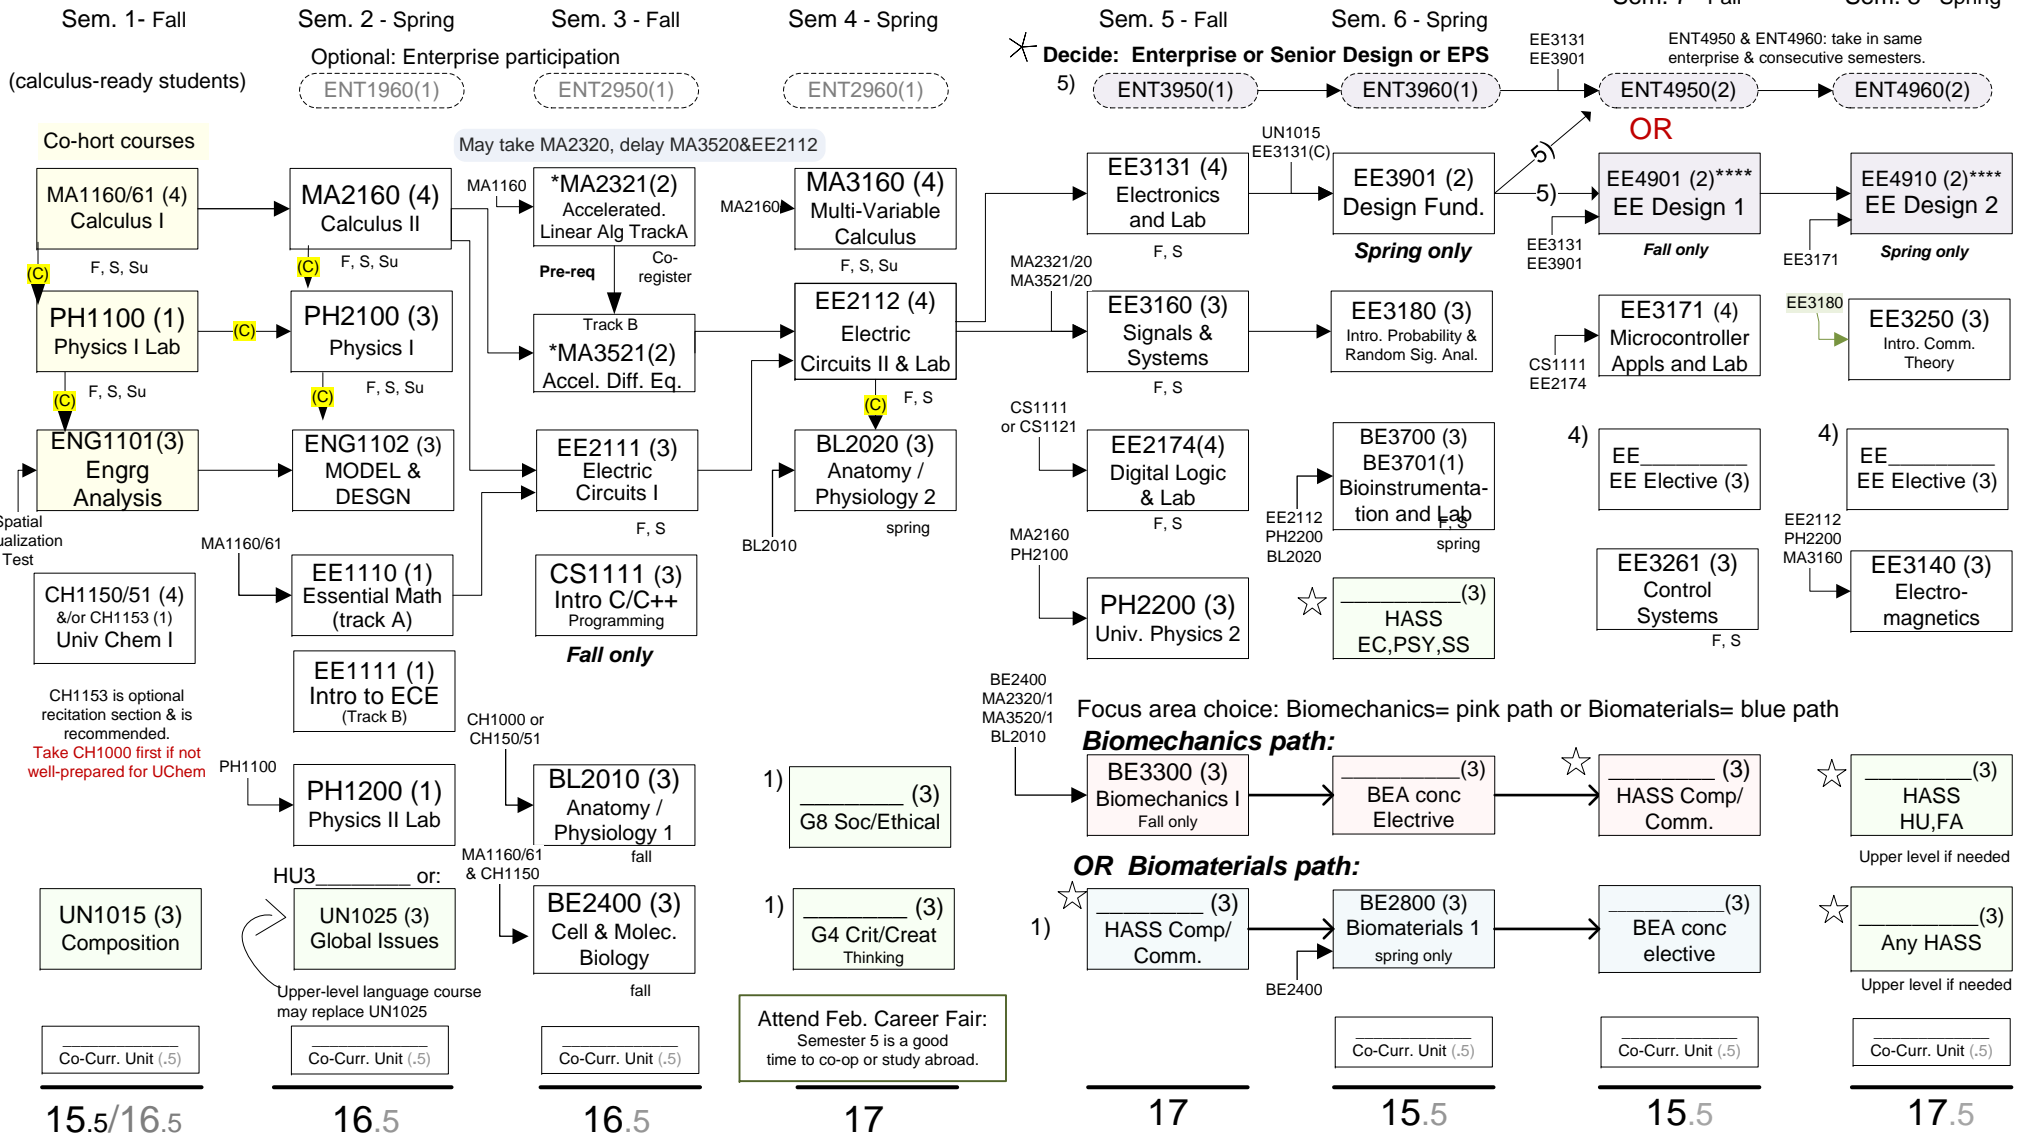 Sem. 1- Fall
Sem. 2 - Spring
Sem. 3 - Fall
Sem 4 - Spring
Sem. 5 - Fall
Sem. 6 - Spring
Sem. 7 - Fall
Sem. 8 - Spring
(calculus-ready students)
Optional: Enterprise participation
ENT1960(1)
ENT2950(1)
ENT2960(1)
Decide: Enterprise or Senior Design or EPS
5)
ENT3950(1)
ENT3960(1)
EE3131
EE3901
ENT4950 & ENT4960: take in same
enterprise & consecutive semesters.
ENT4950(2)
ENT4960(2)
OR
Co-hort courses
May take MA2320, delay MA3520&EE2112
MA1160/61 (4)
Calculus I
F, S, Su
(C)
MA2160 (4)
Calculus II
F, S, Su
(C)
MA1160
*MA2321(2)
Accelerated.
Linear Alg TrackA
Pre-req
Co-
register
MA2160
MA3160 (4)
Multi-Variable
Calculus
F, S, Su
EE3131 (4)
Electronics
and Lab
F, S
UN1015
EE3131(C)
EE3901 (2)
Design Fund.
Spring only
5)
5)
EE3131
EE3901
EE4901 (2)****
EE Design 1
Fall only
EE3171
EE4910 (2)****
EE Design 2
Spring only
PH1100 (1)
Physics I Lab
F, S, Su
(C)
(C)
PH2100 (3)
Physics I
F, S, Su
(C)
Track B
*MA3521(2)
Accel. Diff. Eq.
EE2112 (4)
Electric
Circuits II & Lab
F, S
(C)
MA2321/20
MA3521/20
EE3160 (3)
Signals &
Systems
F, S
EE3180 (3)
Intro. Probability &
Random Sig. Anal.
CS1111
EE2174
EE3171 (4)
Microcontroller
Appls and Lab
EE3180
EE3250 (3)
Intro. Comm.
Theory
ENG1101(3)
Engrg
Analysis
Spatial
Test
ENG1102 (3)
MODEL &
DESGN
EE2111 (3)
Electric
Circuits I
F, S
BL2020 (3)
Anatomy /
Physiology 2
spring
BL2010
CS1111
or CS1121
EE2174(4)
Digital Logic
& Lab
F, S
BE3700 (3)
BE3701(1)
Bioinstrumenta-
tion and Lab
F, S
spring
EE2112
PH2200
BL2020
4)
EE_________
EE Elective (3)
4)
EE_________
EE Elective (3)
MA1160/61
CH1150/51 (4)
&/or CH1153 (1)
Univ Chem I
EE1110 (1)
Essential Math
(track A)
CS1111 (3)
Intro C/C++
Programming
Fall only
MA2160
PH2100
PH2200 (3)
Univ. Physics 2
__________(3)
HASS
EC,PSY,SS
EE3261 (3)
Control
Systems
F, S
EE2112
PH2200
MA3160
EE3140 (3)
Electro-
magnetics
CH1153 is optional
recitation section & is
recommended.
Take CH1000 first if not
well-prepared for UChem
EE1111 (1)
Intro to ECE
(Track B)
PH1100
PH1200 (1)
Physics II Lab
CH1000 or
CH150/51
BL2010 (3)
Anatomy /
Physiology 1
fall
1)
________ (3)
G8 Soc/Ethical
BE2400
MA2320/1
MA3520/1
BL2010
Focus area choice: Biomechanics= pink path or Biomaterials= blue path
Biomechanics path:
BE3300 (3)
Biomechanics I
Fall only
__________(3)
BEA conc
Electrive
________ (3)
HASS Comp/
Comm.
_________(3)
HASS
HU,FA
Upper level if needed
OR Biomaterials path:
UN1015 (3)
Composition
HU3________ or:
UN1025 (3)
Global Issues
Upper-level language course
may replace UN1025
MA1160/61
& CH1150
BE2400 (3)
Cell & Molec.
Biology
fall
1)
________ (3)
G4 Crit/Creat
Thinking
1)
_________ (3)
HASS Comp/
Comm.
BE2800 (3)
Biomaterials 1
spring only
BE2400
__________(3)
BEA conc
elective
__________(3)
Any HASS
Upper level if needed
Attend Feb. Career Fair:
Semester 5 is a good
time to co-op or study abroad.
Co-Curr. Unit (.5)
Co-Curr. Unit (.5)
Co-Curr. Unit (.5)
Co-Curr. Unit (.5)
Co-Curr. Unit (.5)
Co-Curr. Unit (.5)
15.5/16.5
16.5
16.5
17
17
15.5
15.5
17.5